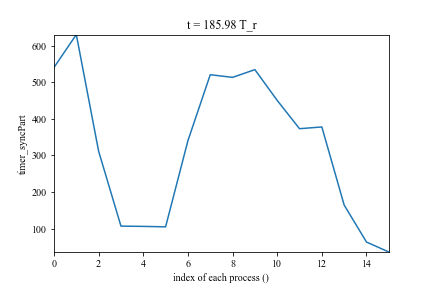 t = 185.98 T_r
600
500
400
300
200
100
timer_syncPart
0 2 4 6 8 10 12 14
index of each process ()